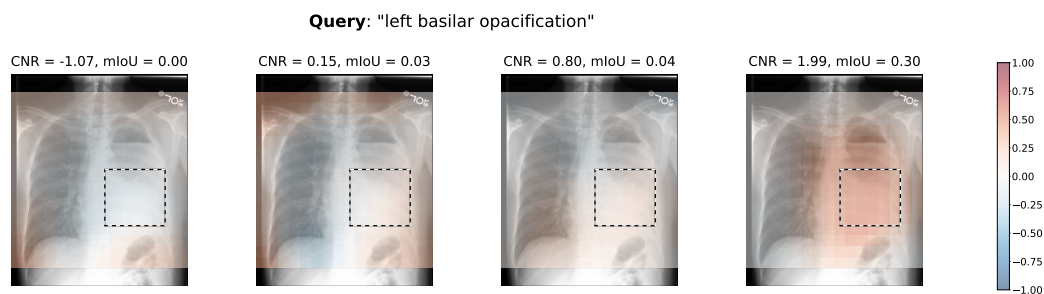 Query: "left basilar opacification"
CNR = -1.07, mIoU = 0.00
CNR = 0.15, mIoU = 0.03
CNR = 0.80, mIoU = 0.04
CNR = 1.99, mIoU = 0.30
1.00
0.75
0.50
0.25
0.00
−0.25
−0.50
−0.75
−1.00